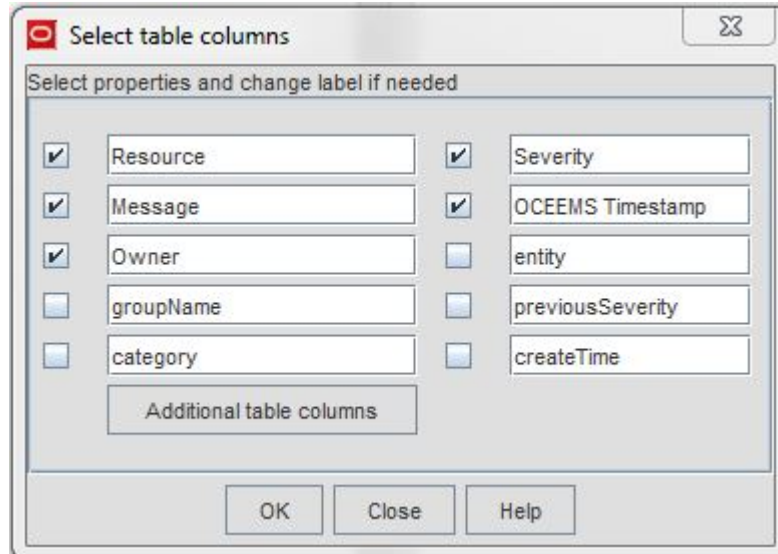 Select table columns
Select properties and change label if needed
Resource Severity
Message OCEEMS Timestamp
Owner entity
groupName previousSeverity
category createTime
Additional table columns
OK Close Help